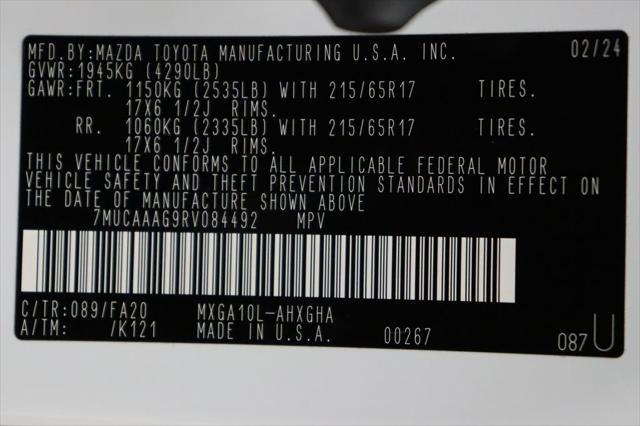 MFD.BY:MAZDA TOYOTA MANUFACTURING U.S.A. INC. 02/24
GVWR:1945KG (4290LB)
GAWR:FRT. 1150KG (2535LB) WITH 215/65R17 TIRES.
17X6 1/2J RIMS.
RR. 1060KG (2335LB) WITH 215/65R17 TIRES.
17X6 1/2J RIMS.
THIS VEHICLE CONFORMS TO ALL APPLICABLE FEDERAL MOTOR
VEHICLE SAFETY AND THEFT PREVENTION STANDARDS IN EFFECT ON
THE DATE OF MANUFACTURE SHOWN ABOVE
7MUCAAAG9RV084492 MPV
C/TR:089/FA20 MXGA10L-AHXGHA
A/TM: /K121 MADE IN U.S.A. 00267 087 U